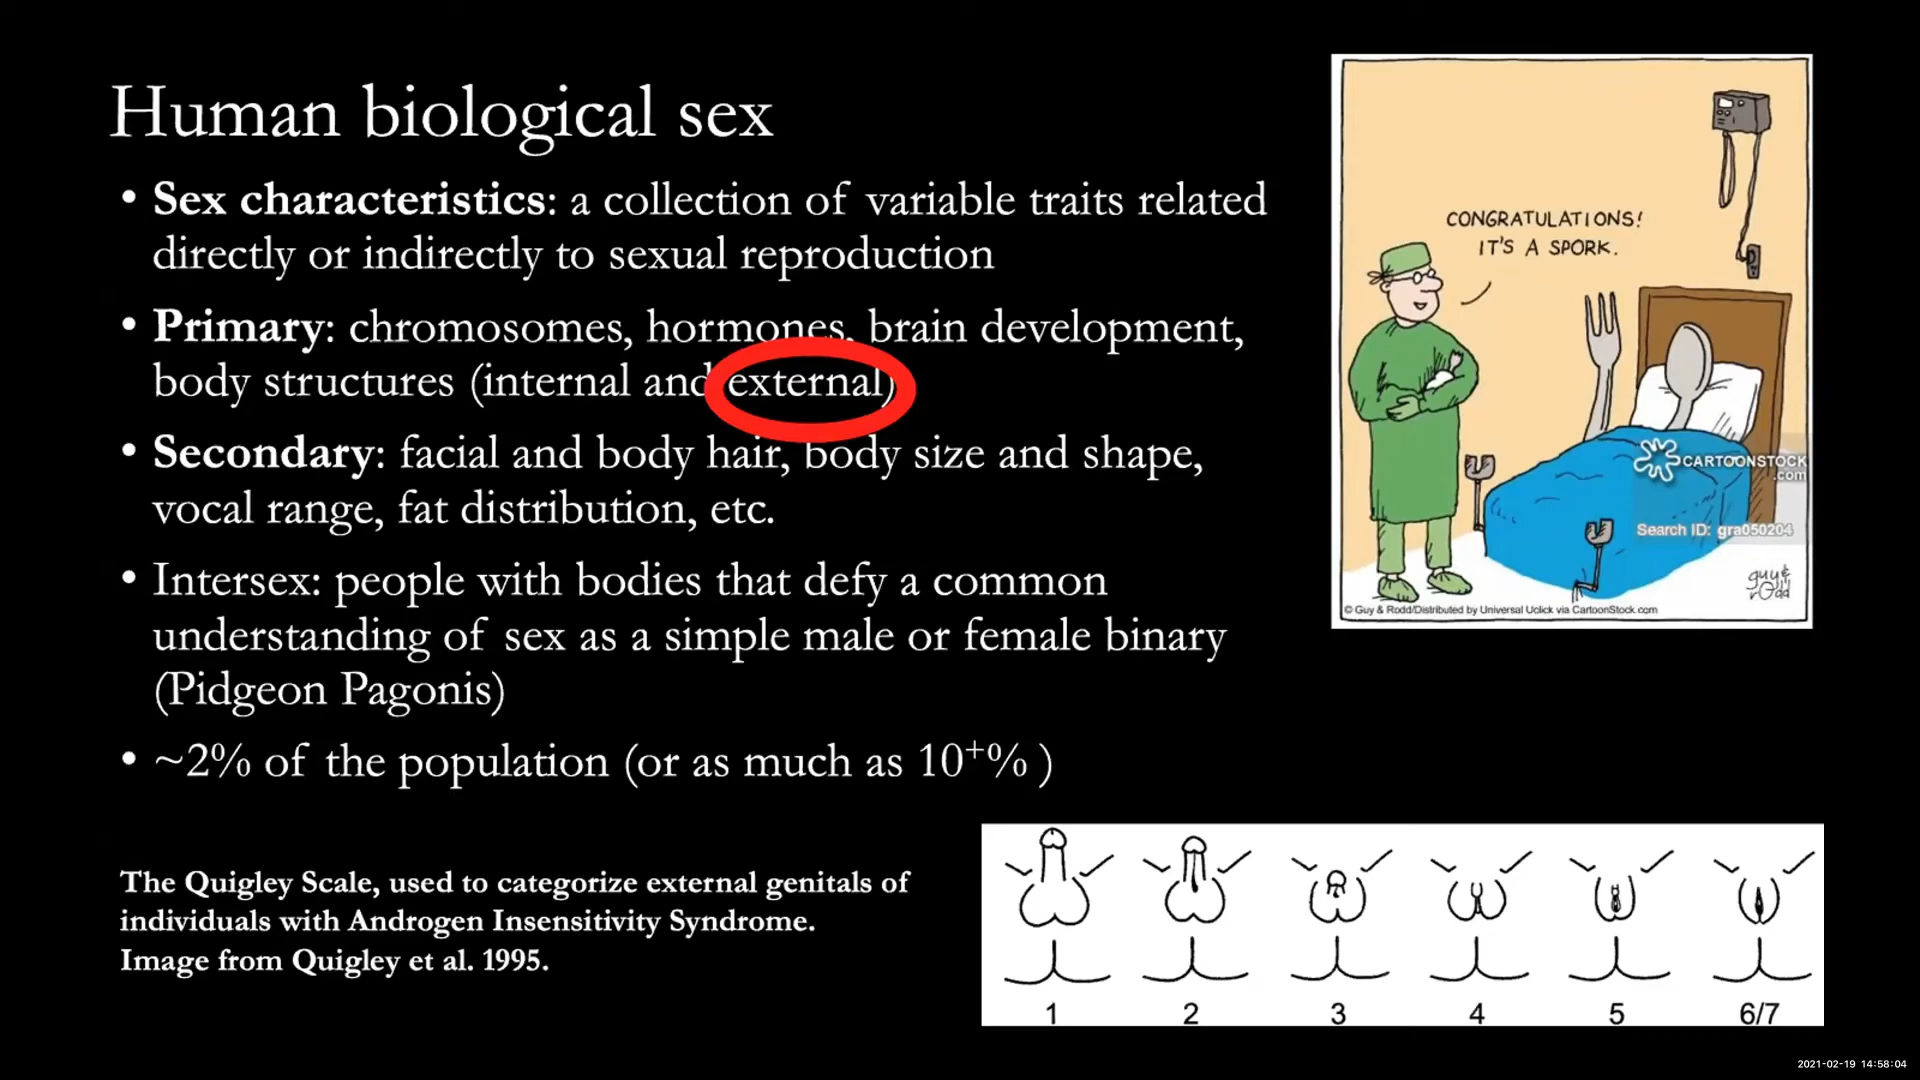 Human biological sex
• Sex characteristics: a collection of variable traits related
directly or indirectly to sexual reproduction
• Primary: chromosomes, hormones, brain development,
body structures (internal and external)
• Secondary: facial and body hair, body size and shape,
vocal range, fat distribution, etc.
• Intersex: people with bodies that defy a common
understanding of sex as a simple male or female binary
(Pidgeon Pagonis)
• ~2% of the population (or as much as 10⁺% )
CONGRATULATIONS!
IT'S A SPORK.
CARTOONSTOCK
.com
Search ID: gra050204
guy &
rodd
© Guy & Rodd/Distributed by Universal Uclick via CartoonStock.com
The Quigley Scale, used to categorize external genitals of
individuals with Androgen Insensitivity Syndrome.
Image from Quigley et al. 1995.
1 2 3 4 5 6/7
2021-02-19 14:58:04